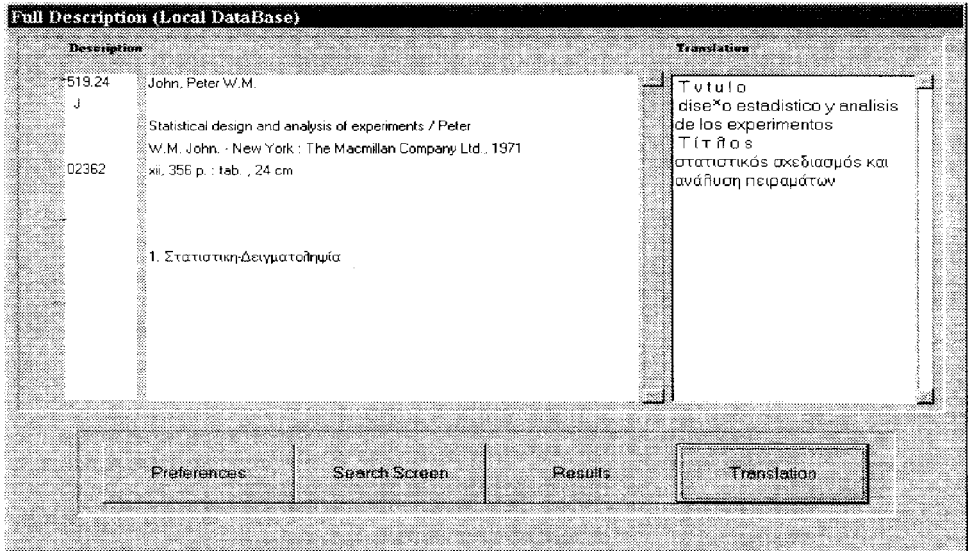 Full Description (Local DataBase)
Description
519.24
J
John, Peter W.M.
Statistical design and analysis of experiments / Peter
W.M. John. - New York : The Macmillan Company Ltd., 1971
02362
xii, 356 p. : tab. , 24 cm
1. Στατιστικη-Δειγματοληψία
Translation
Tvtulo
dise*o estadistico y analisis
de los experimentos
Τίτλος
στατιστικός σχεδιασμός και
ανάλυση πειραμάτων
Preferences
Search Screen
Results
Translation